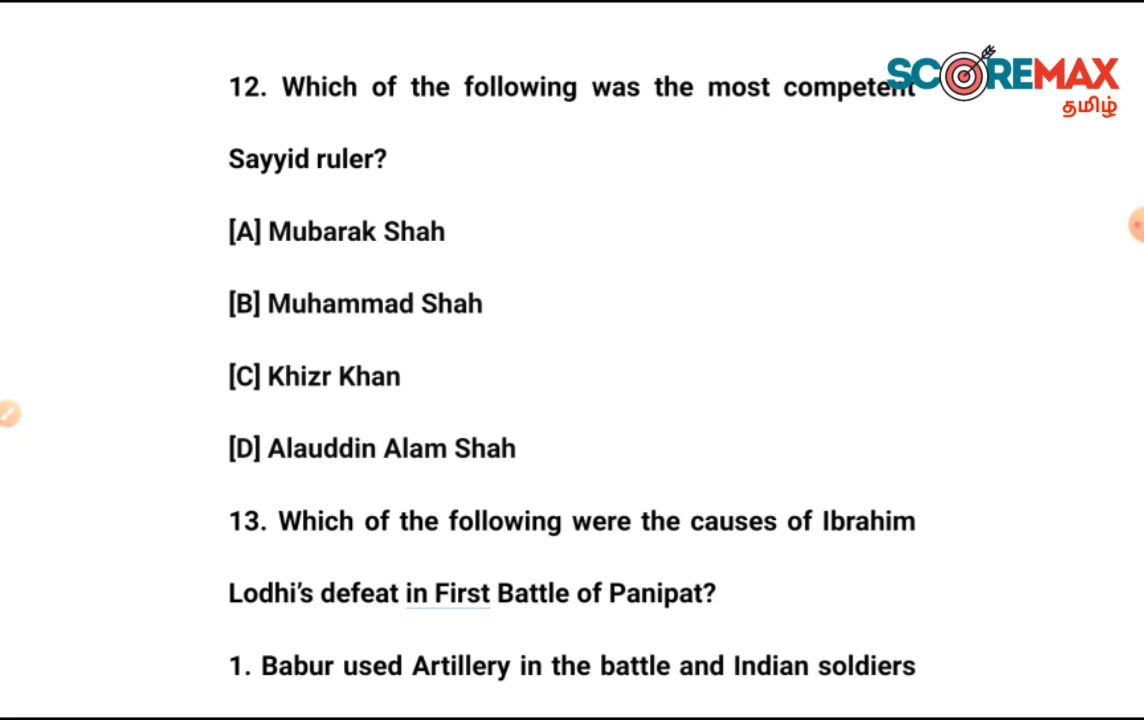 SCOREMAX
தமிழ்
12. Which of the following was the most competent
Sayyid ruler?
[A] Mubarak Shah
[B] Muhammad Shah
[C] Khizr Khan
[D] Alauddin Alam Shah
13. Which of the following were the causes of Ibrahim
Lodhi’s defeat in First Battle of Panipat?
1. Babur used Artillery in the battle and Indian soldiers